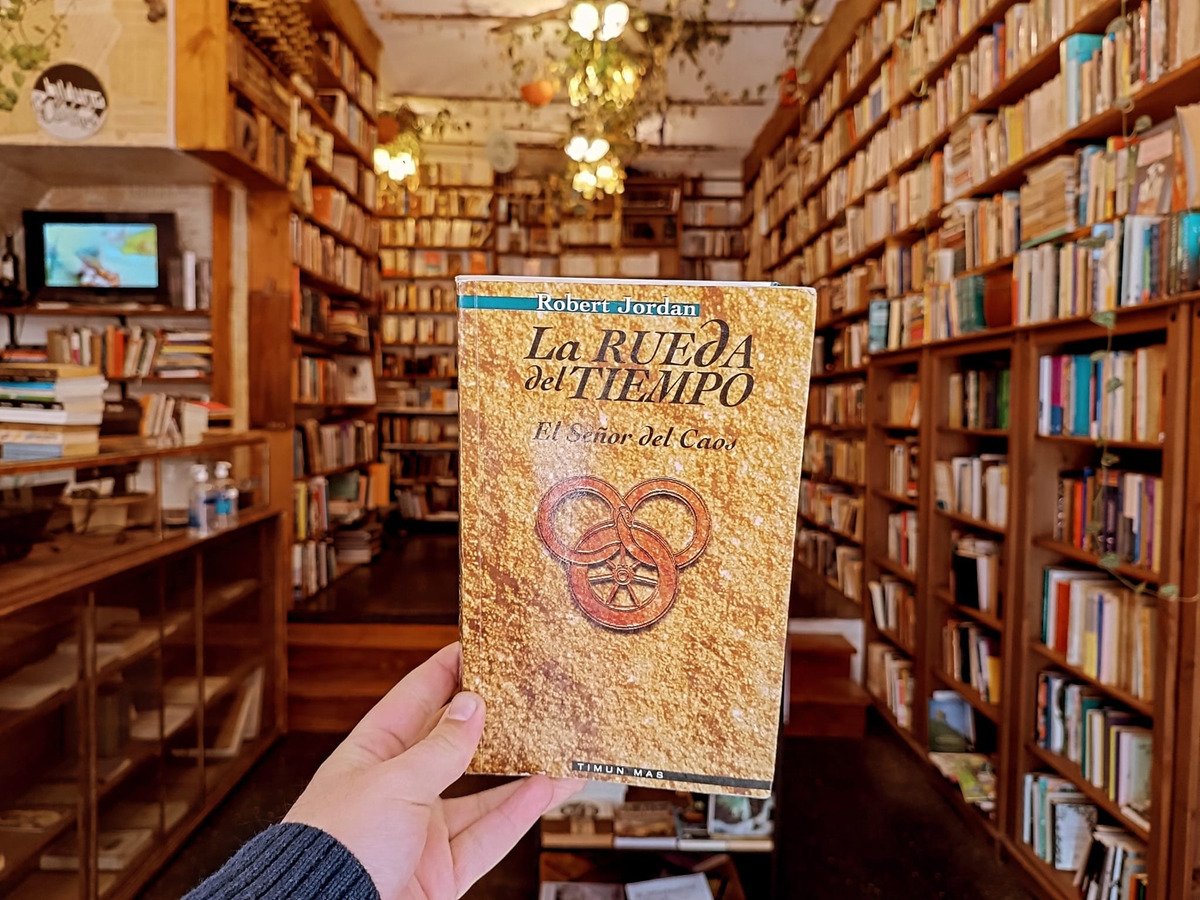 Robert Jordan
La RUEDA
del TIEMPO
El Señor del Caos
TIMUN MAS